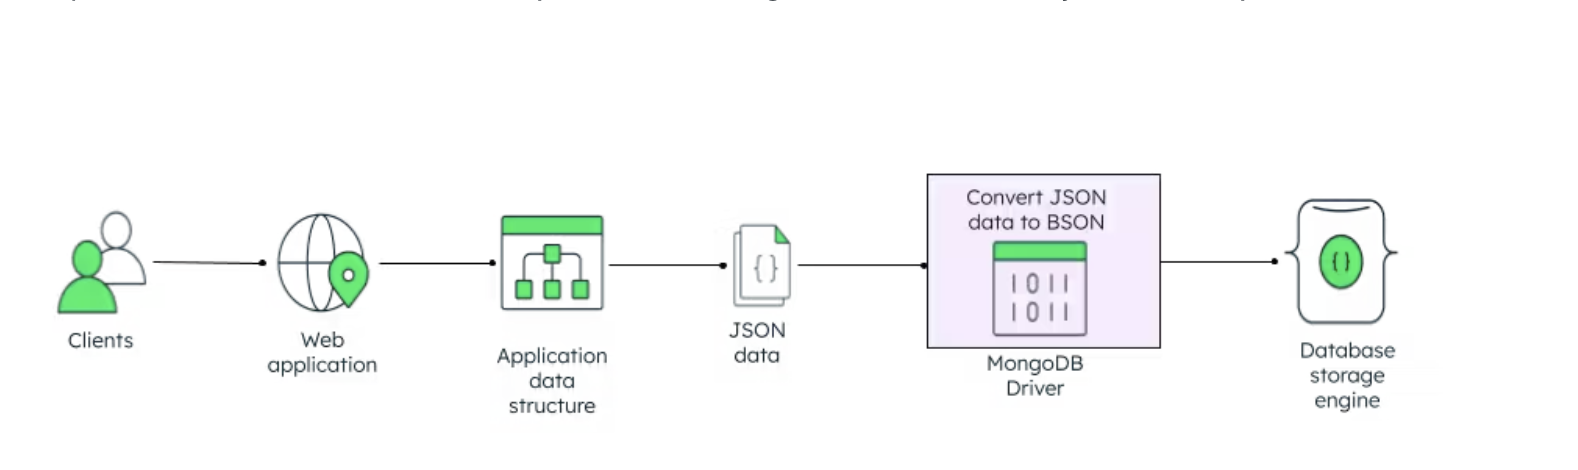 Clients
Web
application
Application
data
structure
{}
JSON
data
Convert JSON
data to BSON
1011
1011
MongoDB
Driver
{}
Database
storage
engine